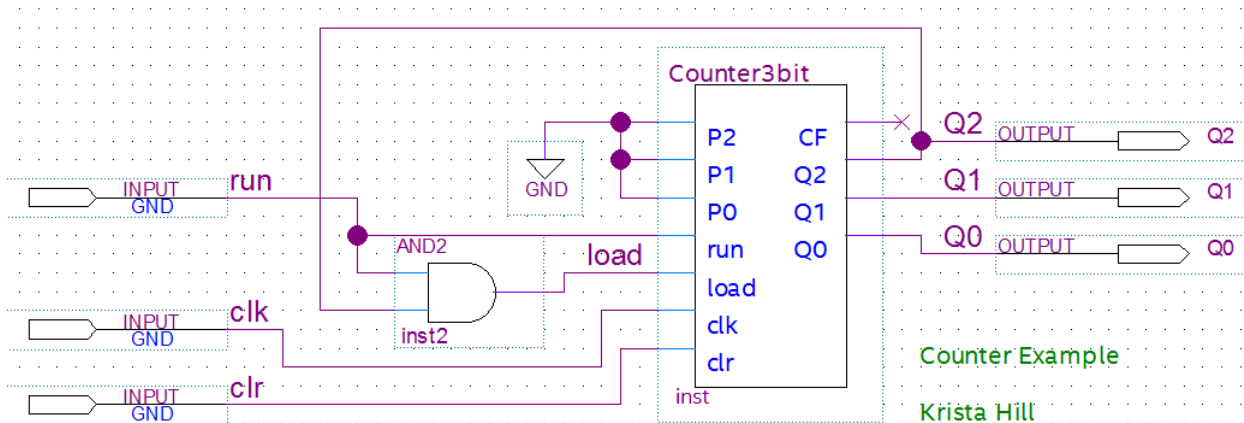 Counter3bit
P2 CF
P1 Q2
P0 Q1
run Q0
load
clk
clr
inst
GND
INPUT
GND
run
INPUT
GND
clk
INPUT
GND
clr
AND2
inst2
load
Q2
OUTPUT
Q2
Q1
OUTPUT
Q1
Q0
OUTPUT
Q0
Counter Example
Krista Hill